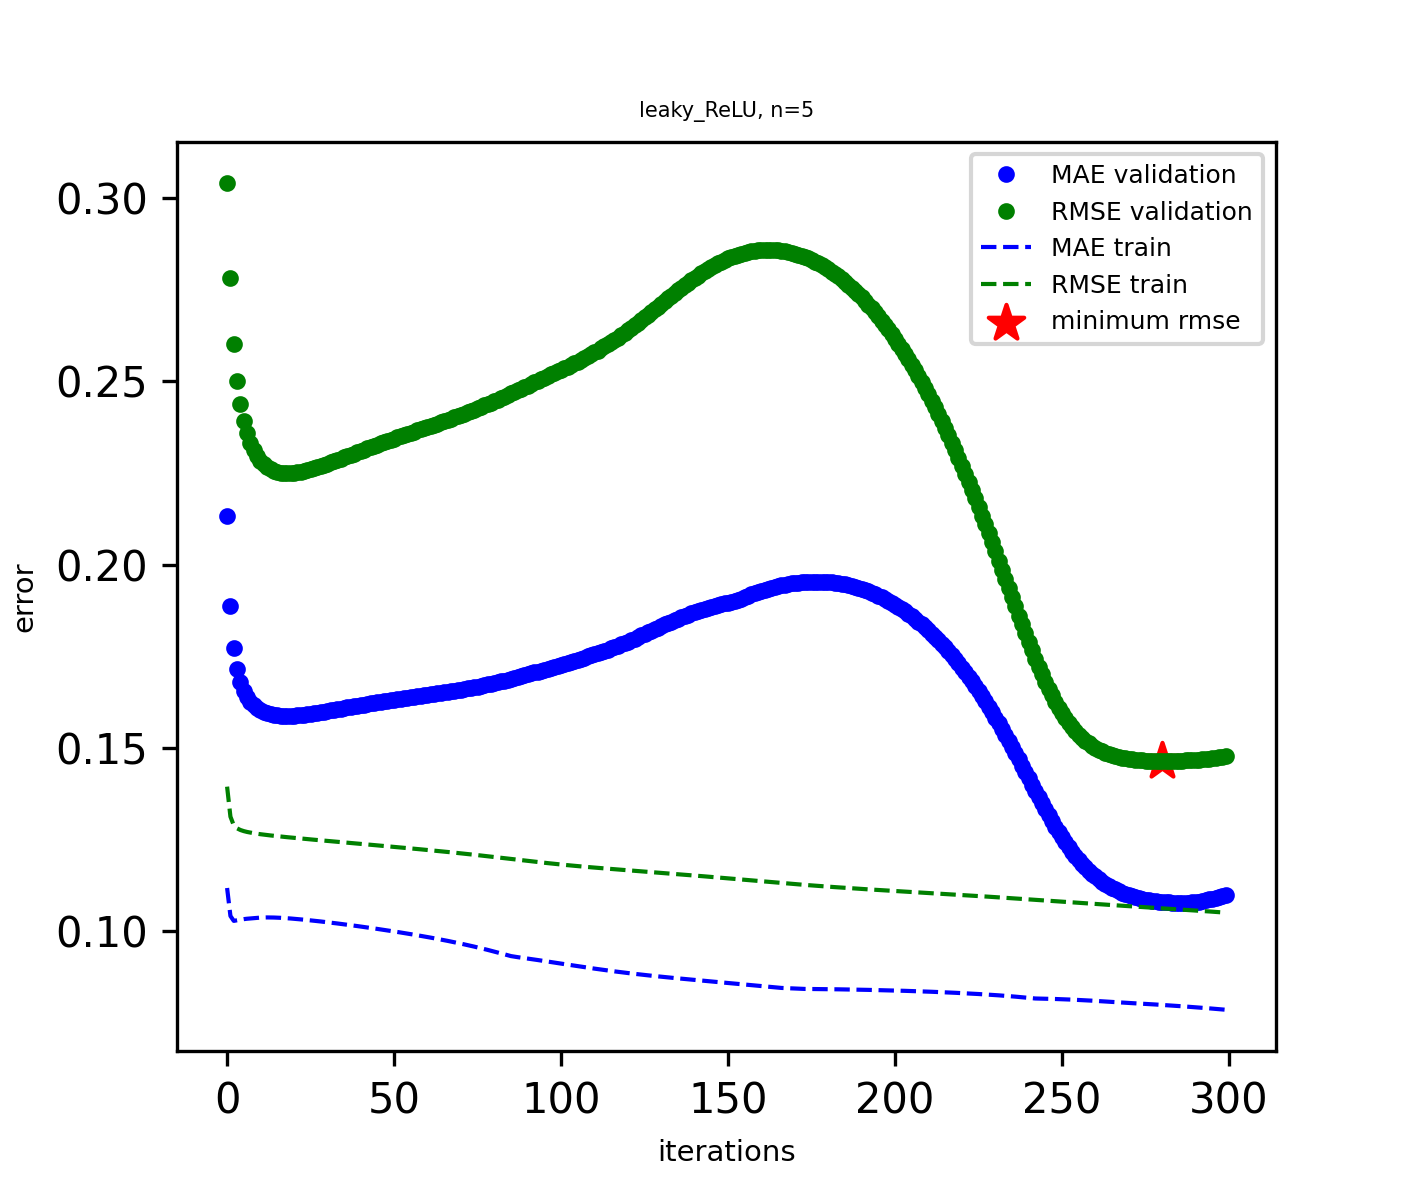 leaky_ReLU, n=5
MAE validation
RMSE validation
MAE train
RMSE train
minimum rmse
0.30
0.25
0.20
0.15
0.10
error
0 50 100 150 200 250 300
iterations